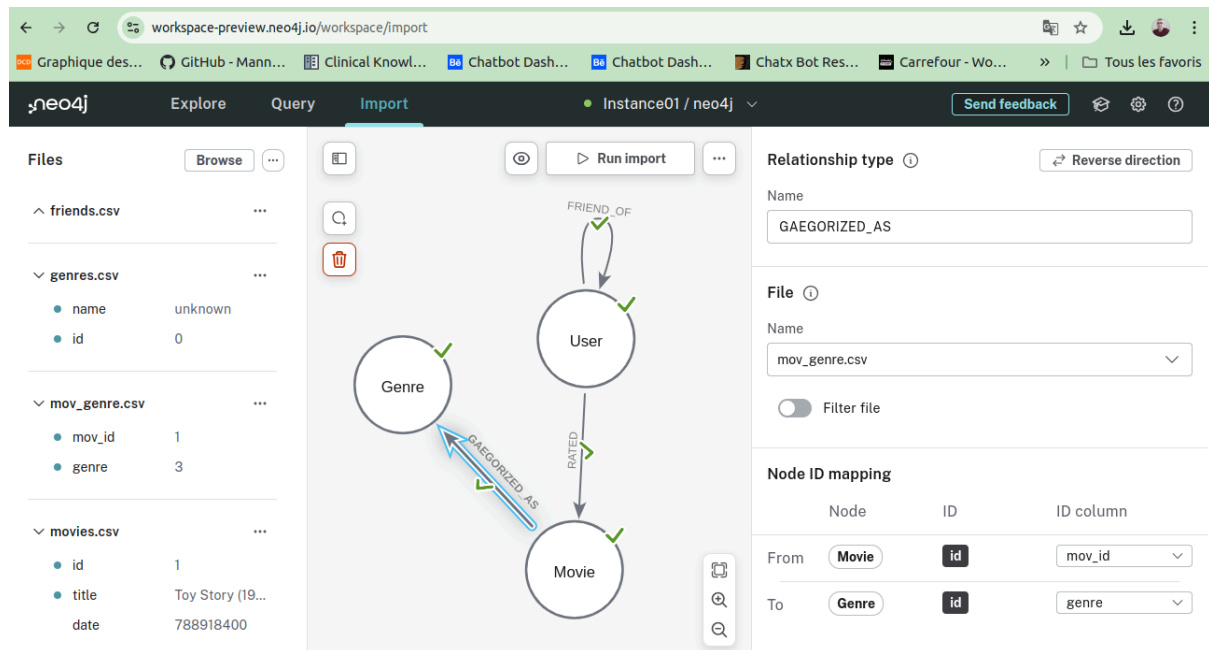 workspace-preview.neo4j.io/workspace/import
DCD Graphique des... GitHub - Mann... Clinical Knowl... Bē Chatbot Dash... Bē Chatbot Dash... Chatx Bot Res... Carrefour - Wo... » Tous les favoris
neo4j Explore Query Import Instance01 / neo4j Send feedback
Files Browse ...
friends.csv ...
genres.csv ...
name unknown
id 0
mov_genre.csv ...
mov_id 1
genre 3
movies.csv ...
id 1
title Toy Story (19...
date 788918400
Run import ...
FRIEND_OF
User
Genre
GAEGORIZED_AS
RATED
Movie
Relationship type Reverse direction
Name
GAEGORIZED_AS
File
Name
mov_genre.csv
Filter file
Node ID mapping
Node ID ID column
From Movie id mov_id
To Genre id genre